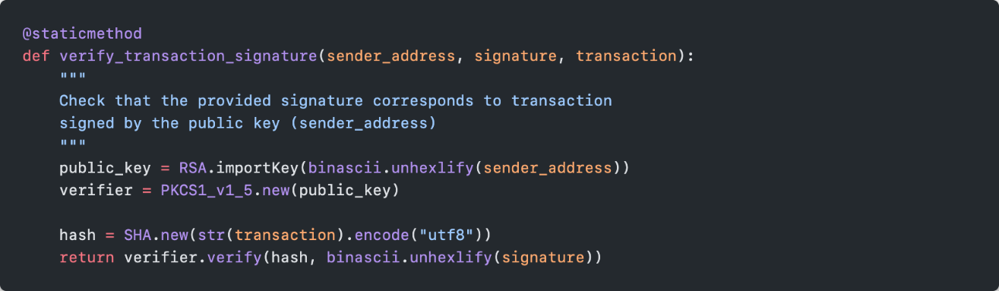 @staticmethod
def verify_transaction_signature(sender_address, signature, transaction):
    """
    Check that the provided signature corresponds to transaction
    signed by the public key (sender_address)
    """
    public_key = RSA.importKey(binascii.unhexlify(sender_address))
    verifier = PKCS1_v1_5.new(public_key)

    hash = SHA.new(str(transaction).encode("utf8"))
    return verifier.verify(hash, binascii.unhexlify(signature))